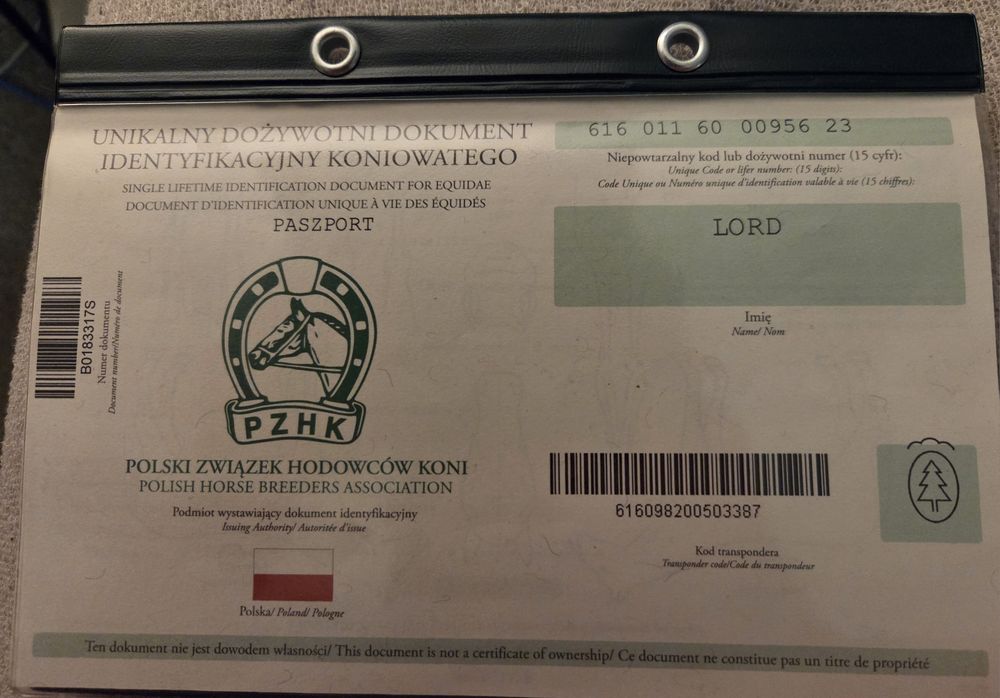 UNIKALNY DOŻYWOTNI DOKUMENT
IDENTYFIKACYJNY KONIOWATEGO
SINGLE LIFETIME IDENTIFICATION DOCUMENT FOR EQUIDAE
DOCUMENT D'IDENTIFICATION UNIQUE À VIE DES ÉQUIDÉS
PASZPORT
B0183317S
Numer dokumentu
Document number/Numéro de document
PZHK
POLSKI ZWIĄZEK HODOWCÓW KONI
POLISH HORSE BREEDERS ASSOCIATION
Podmiot wystawiający dokument identyfikacyjny
Issuing Authority/ Autoritée d'issue
Polska/ Poland/ Pologne
616 011 60 00956 23
Niepowtarzalny kod lub dożywotni numer (15 cyfr):
Unique Code or lifer number: (15 digits):
Code Unique ou Numéro unique d'identification valable à vie (15 chiffres):
LORD
Imię
Name/ Nom
616098200503387
Kod transpondera
Transponder code/Code du transpondeur
Ten dokument nie jest dowodem własności/ This document is not a certificate of ownership/ Ce document ne constitue pas un titre de propriété